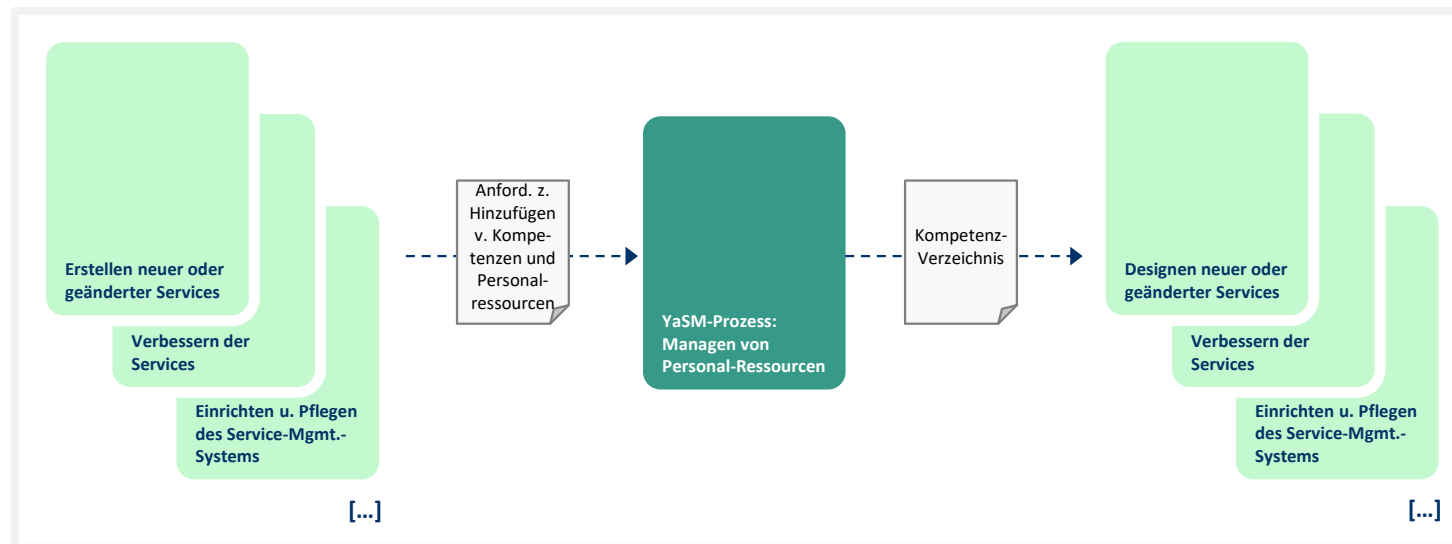 Erstellen neuer oder
geänderter Services
Verbessern der
Services
Einrichten u. Pflegen
des Service-Mgmt.-
Systems
[...]
Anford. z.
Hinzufügen
v. Kompe-
tenzen und
Personal-
ressourcen
YaSM-Prozess:
Managen von
Personal-Ressourcen
Kompetenz-
Verzeichnis
Designen neuer oder
geänderter Services
Verbessern der
Services
Einrichten u. Pflegen
des Service-Mgmt.-
Systems
[...]